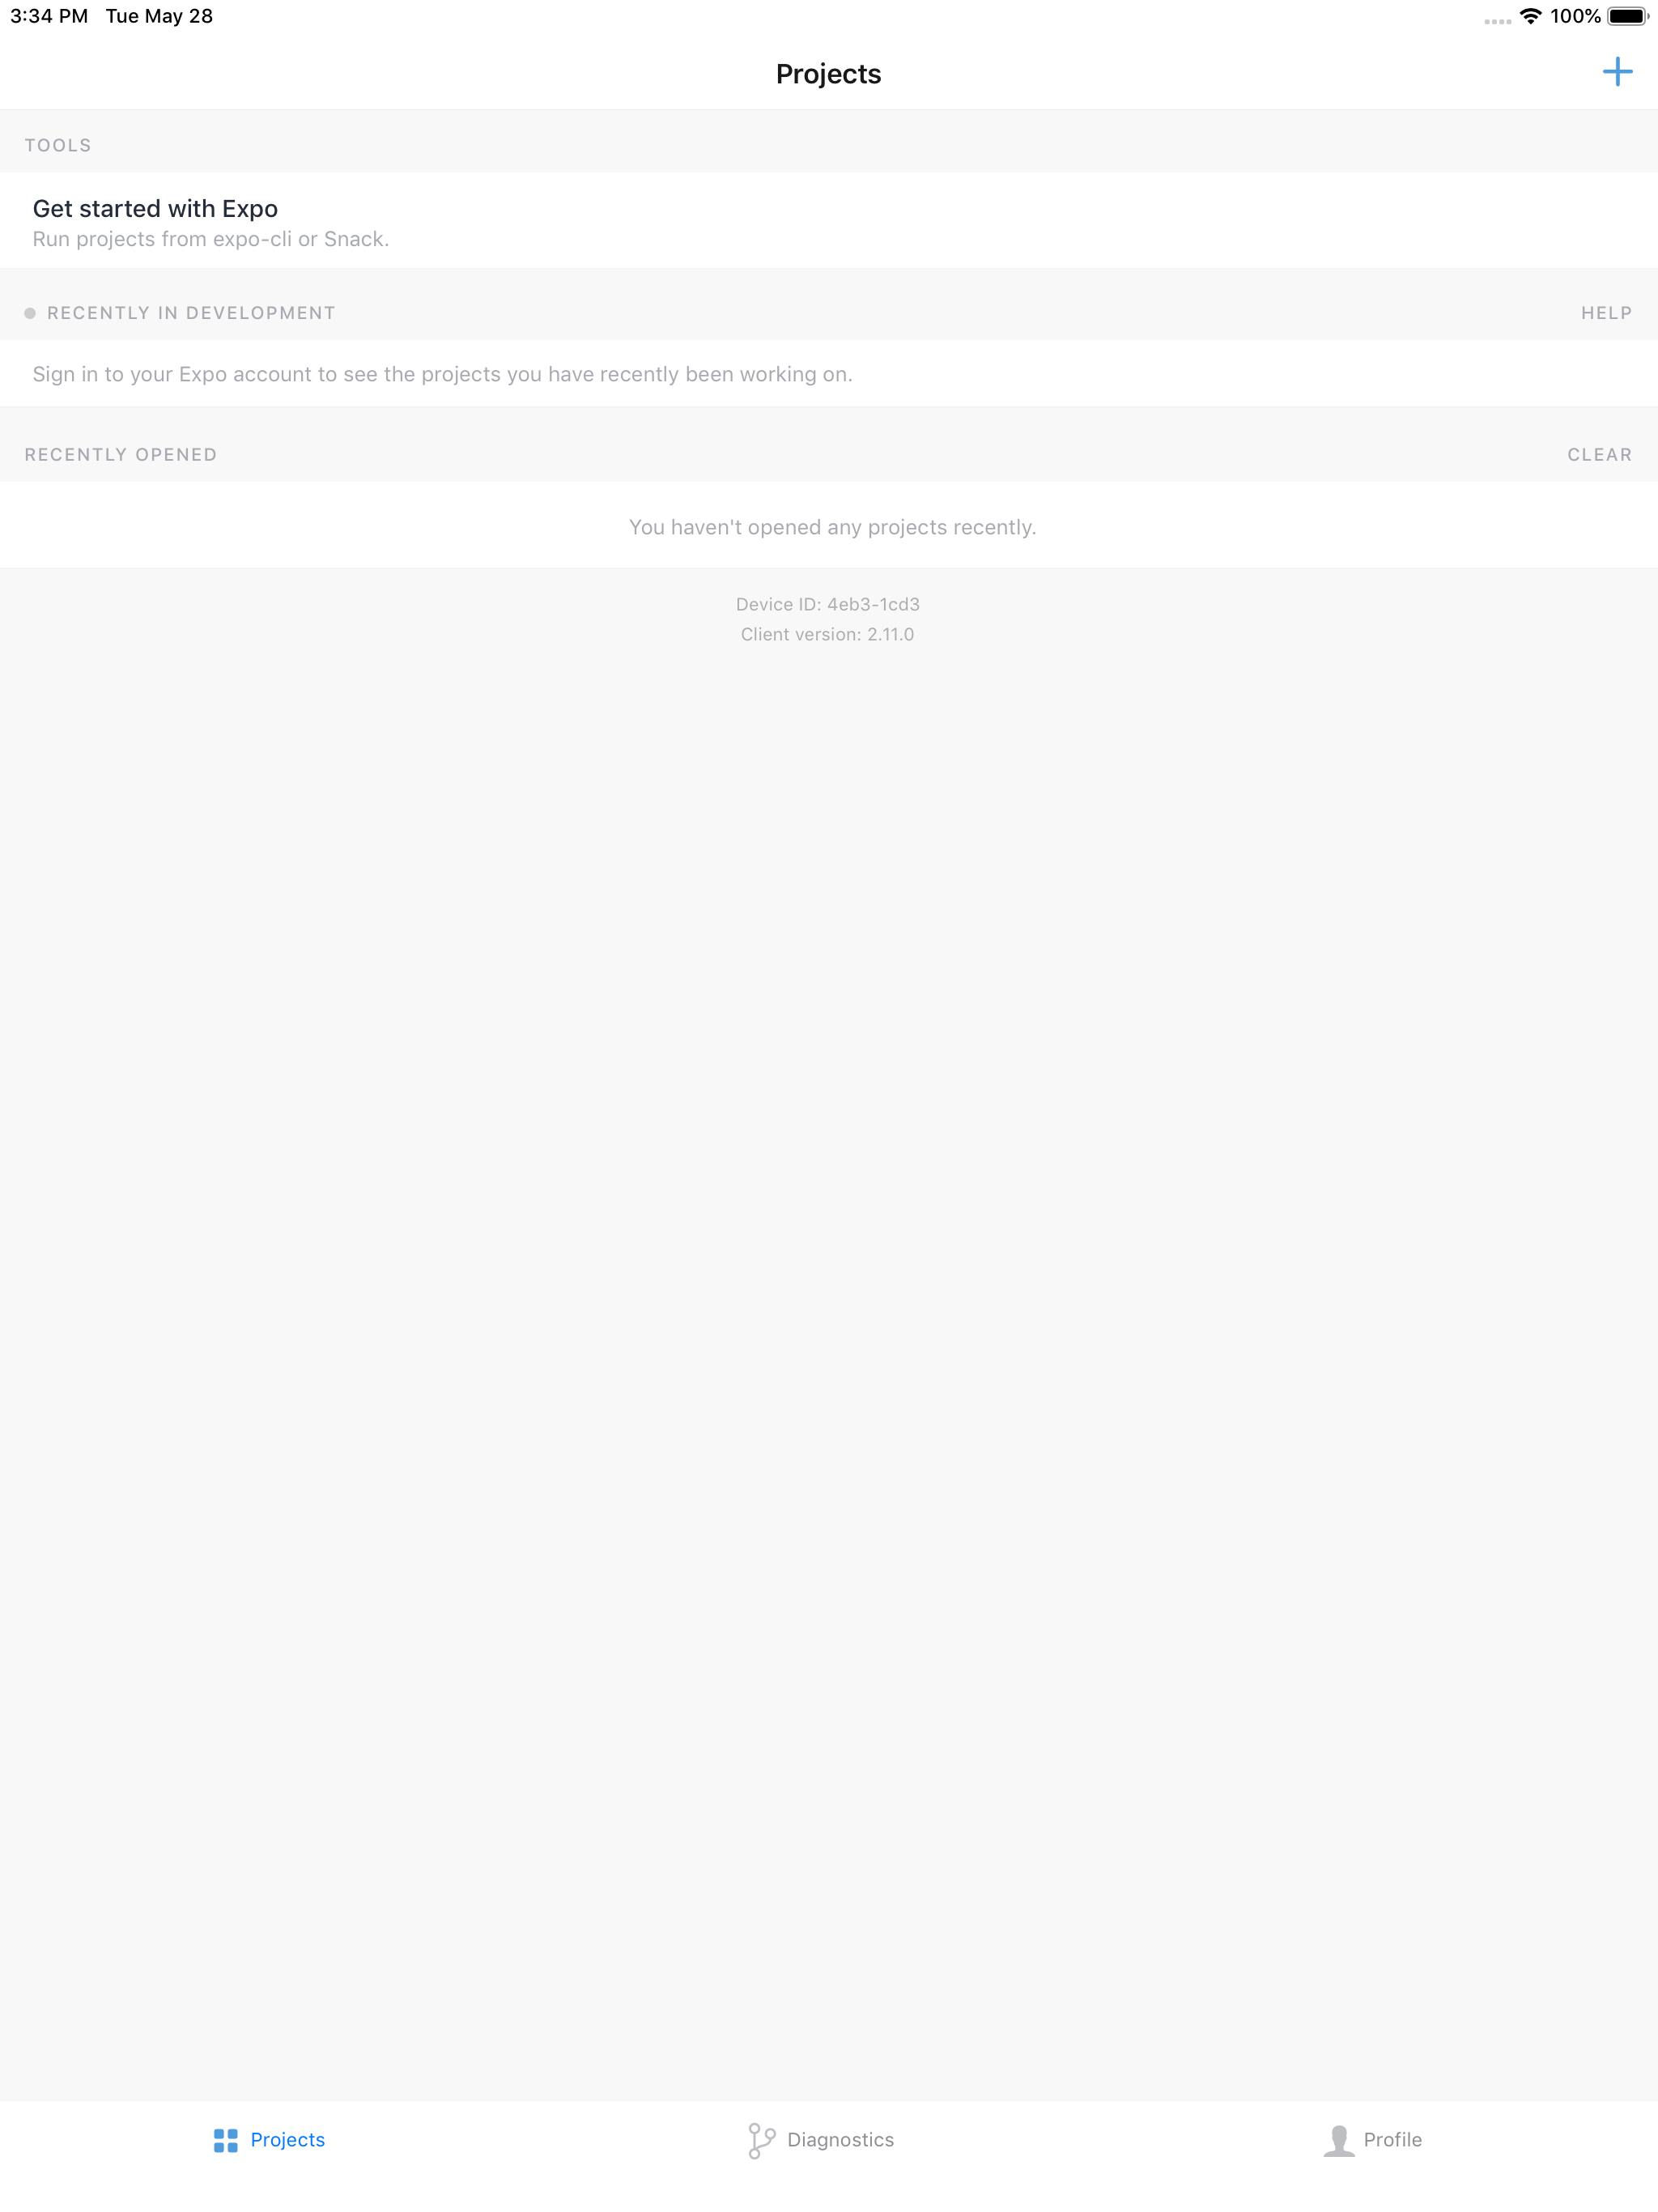 3:34 PM Tue May 28 100%
Projects
TOOLS
Get started with Expo
Run projects from expo-cli or Snack.
RECENTLY IN DEVELOPMENT HELP
Sign in to your Expo account to see the projects you have recently been working on.
RECENTLY OPENED CLEAR
You haven't opened any projects recently.
Device ID: 4eb3-1cd3
Client version: 2.11.0
Projects Diagnostics Profile